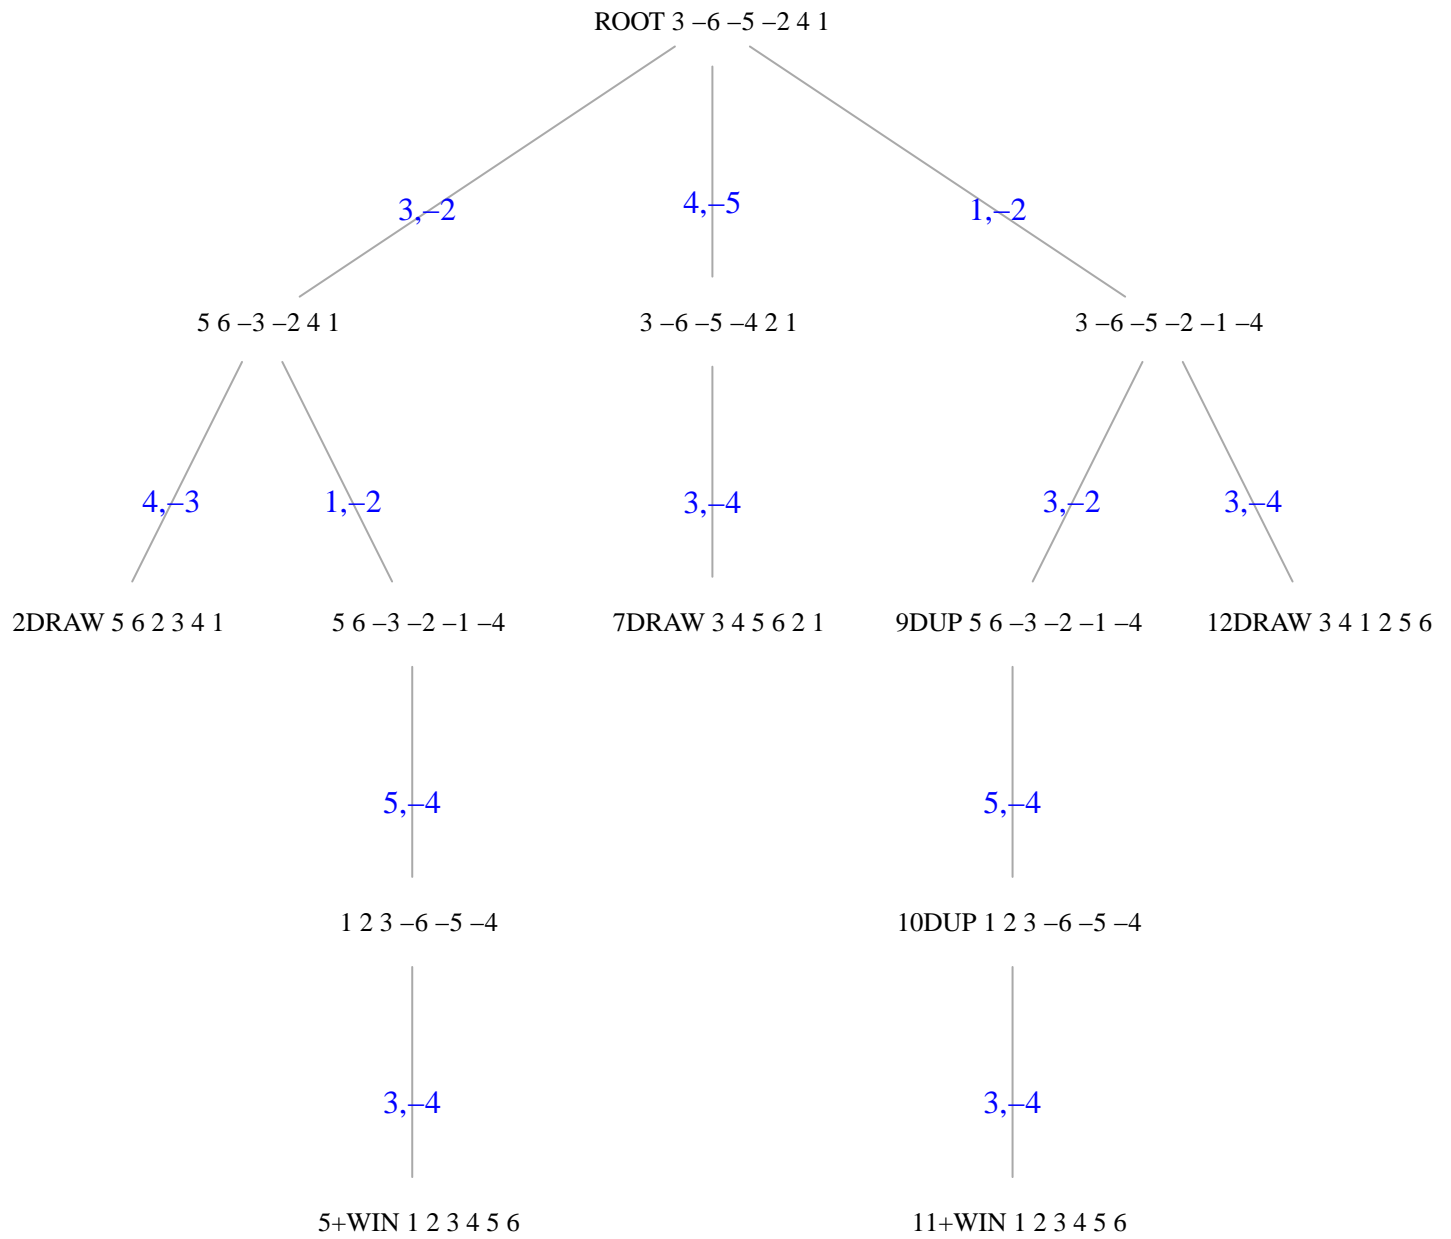 ROOT 3 –6 –5 –2 4 1
3,–2
4,–5
1,–2
5 6 –3 –2 4 1
3 –6 –5 –4 2 1
3 –6 –5 –2 –1 –4
4,–3
1,–2
3,–4
3,–2
3,–4
2DRAW 5 6 2 3 4 1
5 6 –3 –2 –1 –4
7DRAW 3 4 5 6 2 1
9DUP 5 6 –3 –2 –1 –4
12DRAW 3 4 1 2 5 6
5,–4
5,–4
1 2 3 –6 –5 –4
10DUP 1 2 3 –6 –5 –4
3,–4
3,–4
5+WIN 1 2 3 4 5 6
11+WIN 1 2 3 4 5 6